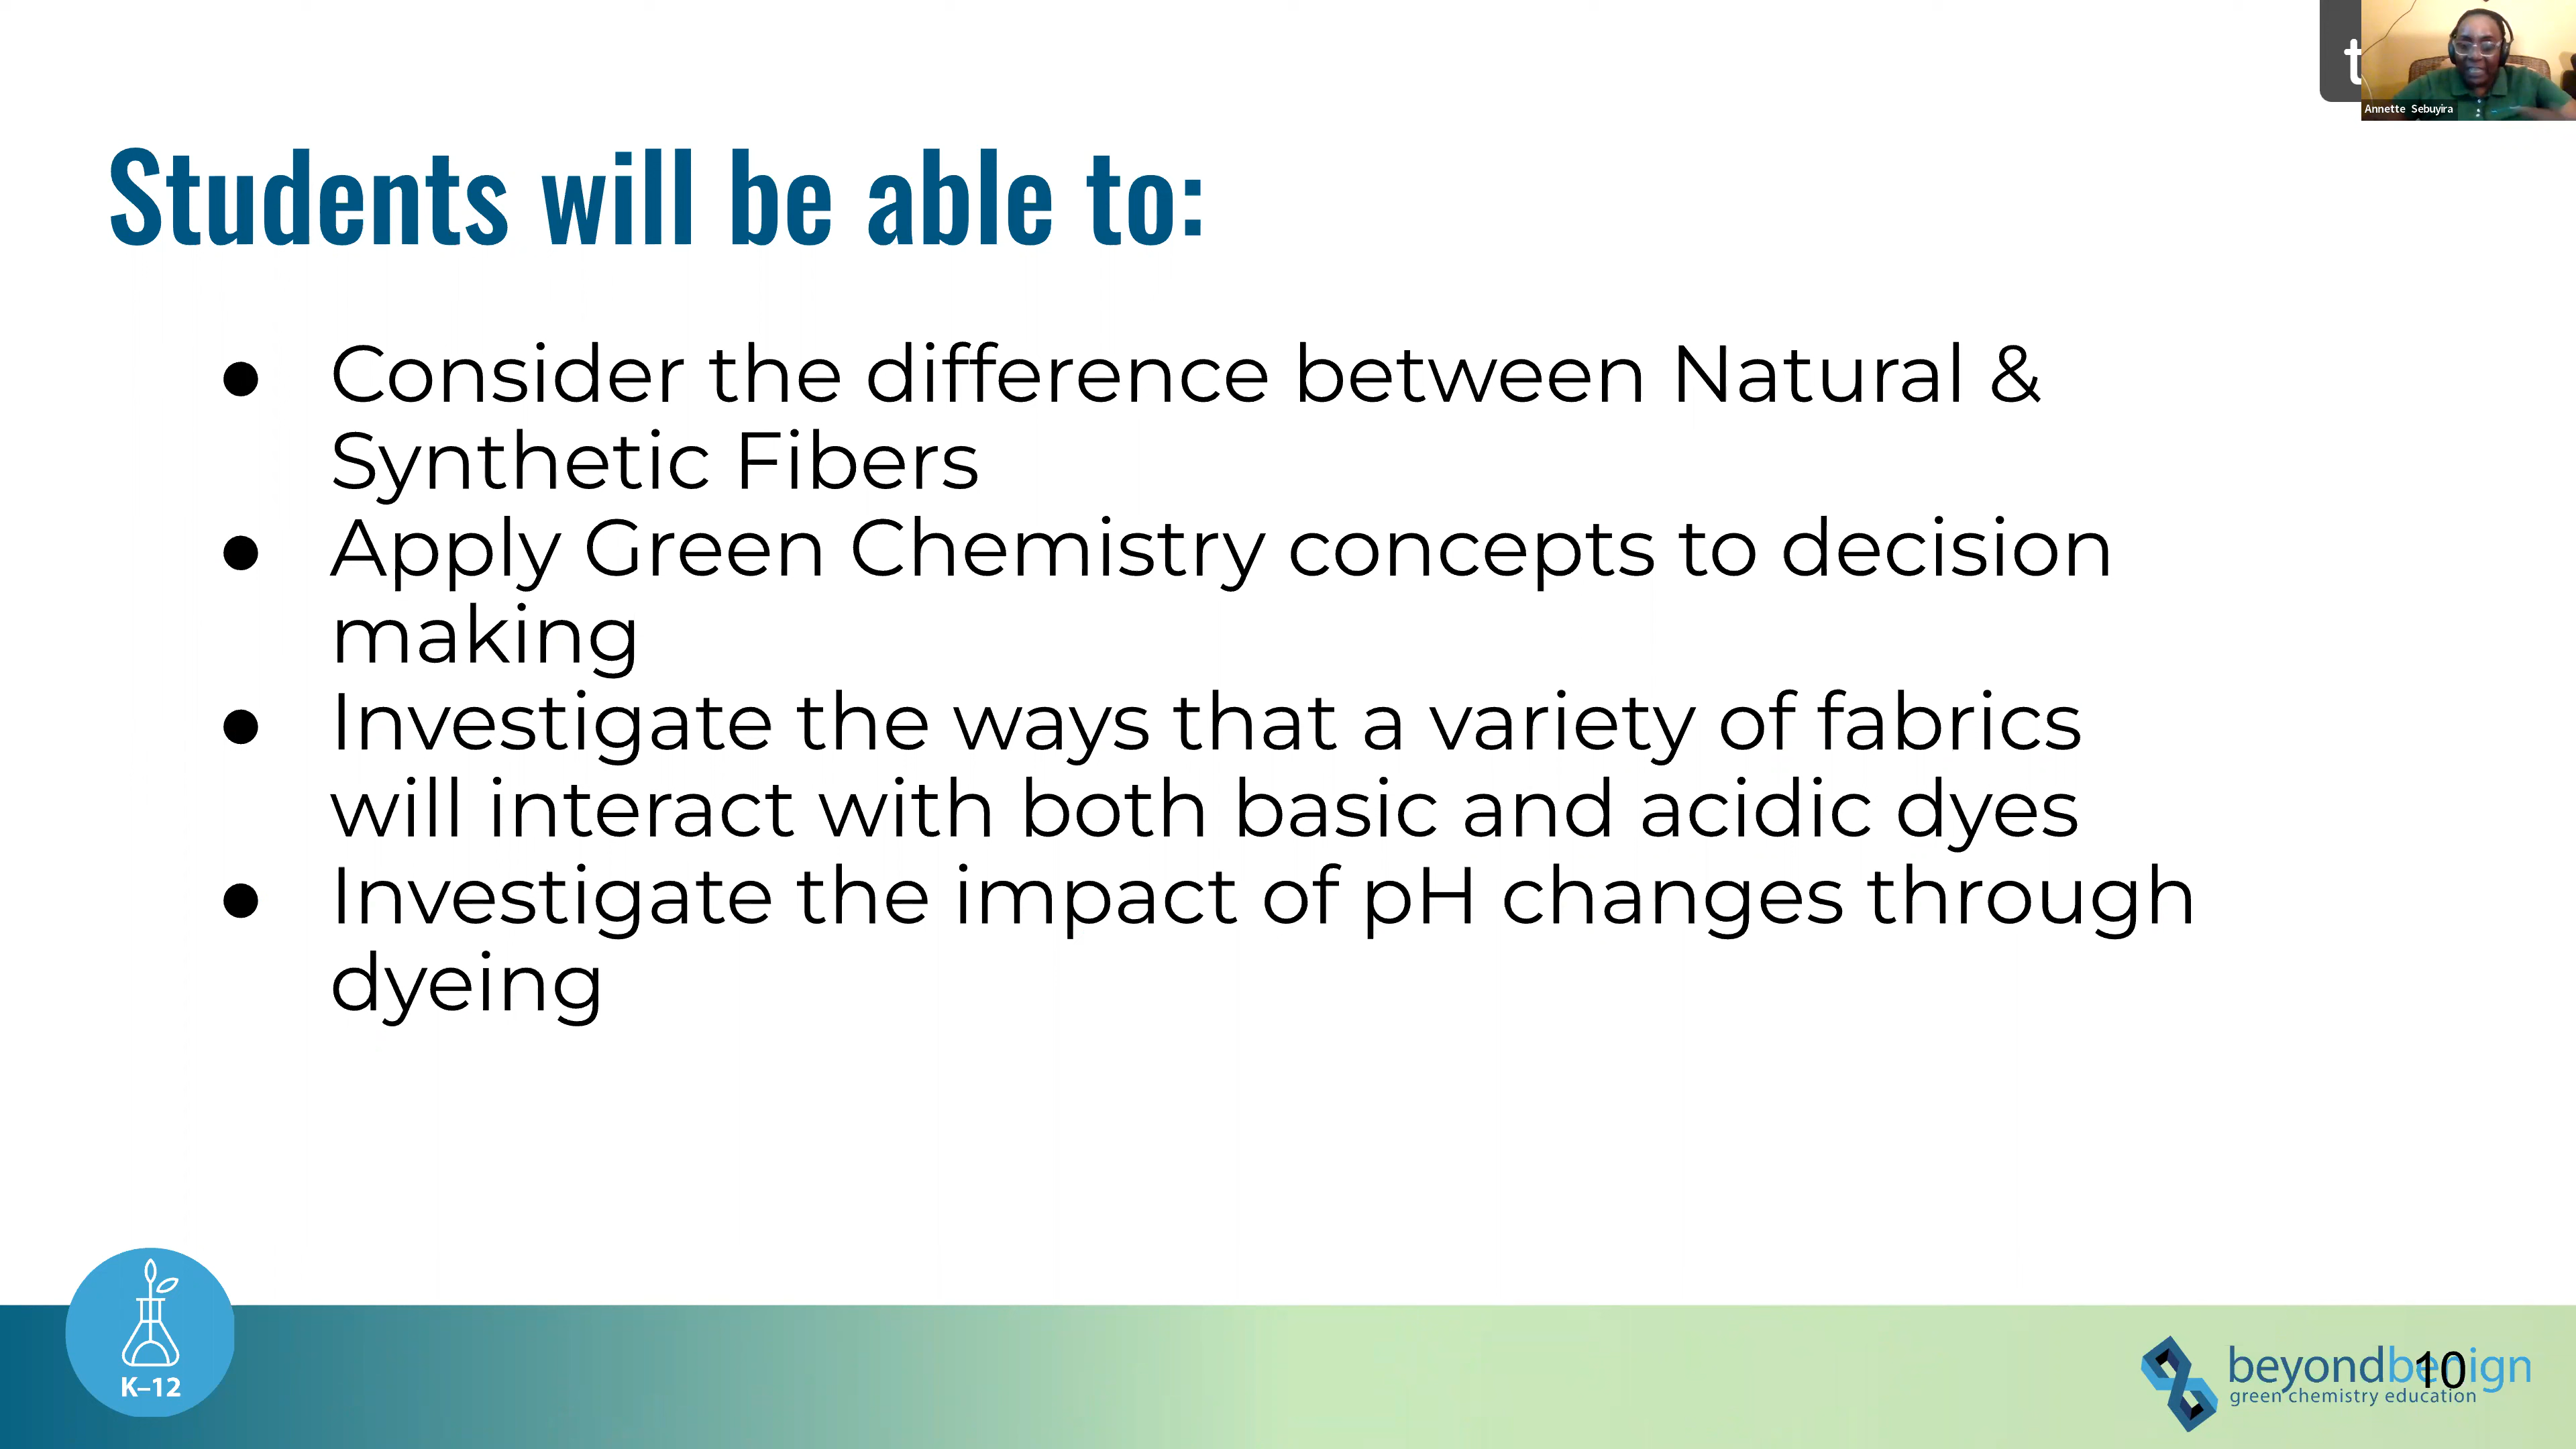 t
Annette Sebuyira
Students will be able to:
● Consider the difference between Natural &
Synthetic Fibers
● Apply Green Chemistry concepts to decision
making
● Investigate the ways that a variety of fabrics
will interact with both basic and acidic dyes
● Investigate the impact of pH changes through
dyeing
K–12
beyondbenign
green chemistry education
10